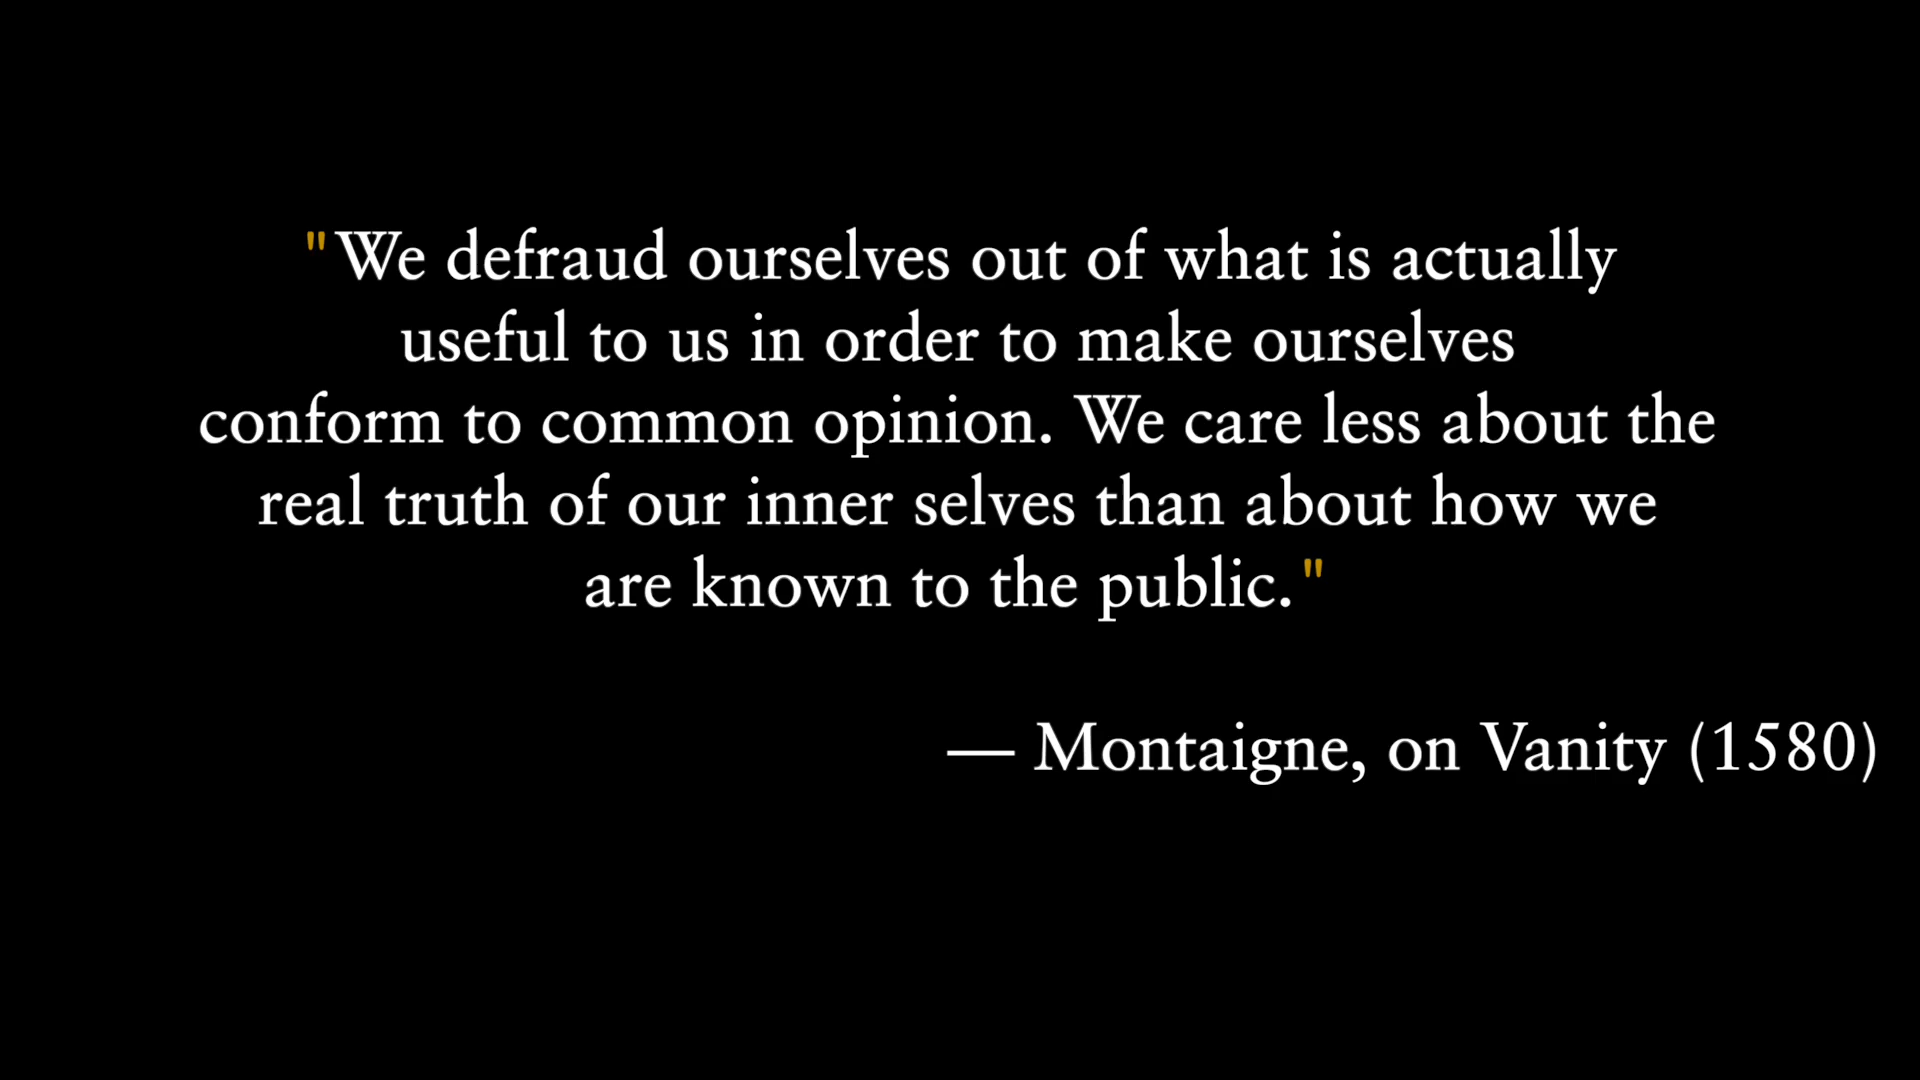 "We defraud ourselves out of what is actually
useful to us in order to make ourselves
conform to common opinion. We care less about the
real truth of our inner selves than about how we
are known to the public."
— Montaigne, on Vanity (1580)